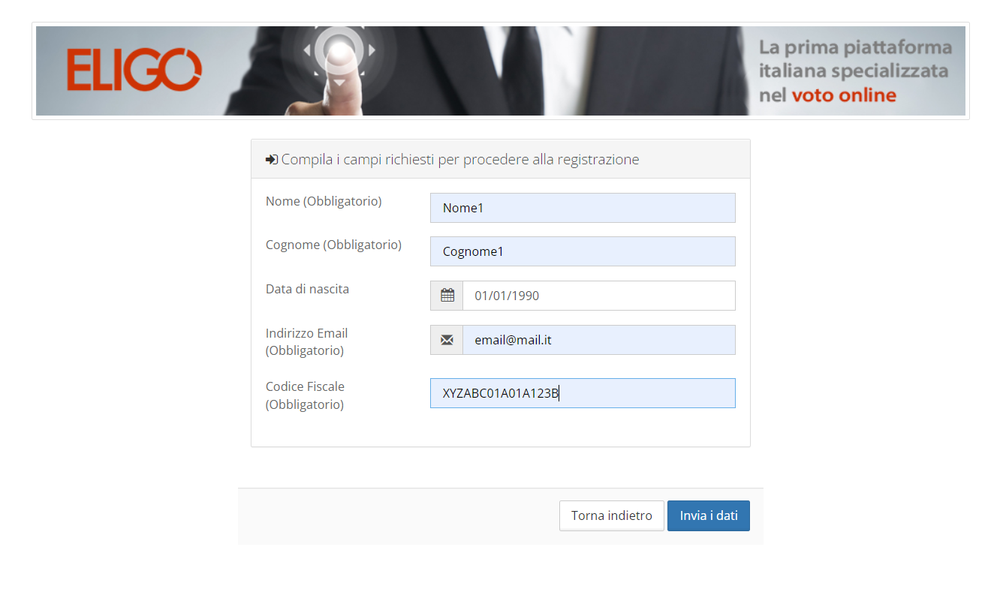 ELIGO
La prima piattaforma
italiana specializzata
nel voto online
Compila i campi richiesti per procedere alla registrazione
Nome (Obbligatorio)
Nome1
Cognome (Obbligatorio)
Cognome1
Data di nascita
01/01/1990
Indirizzo Email
(Obbligatorio)
email@mail.it
Codice Fiscale
(Obbligatorio)
XYZABC01A01A123B
Torna indietro
Invia i dati